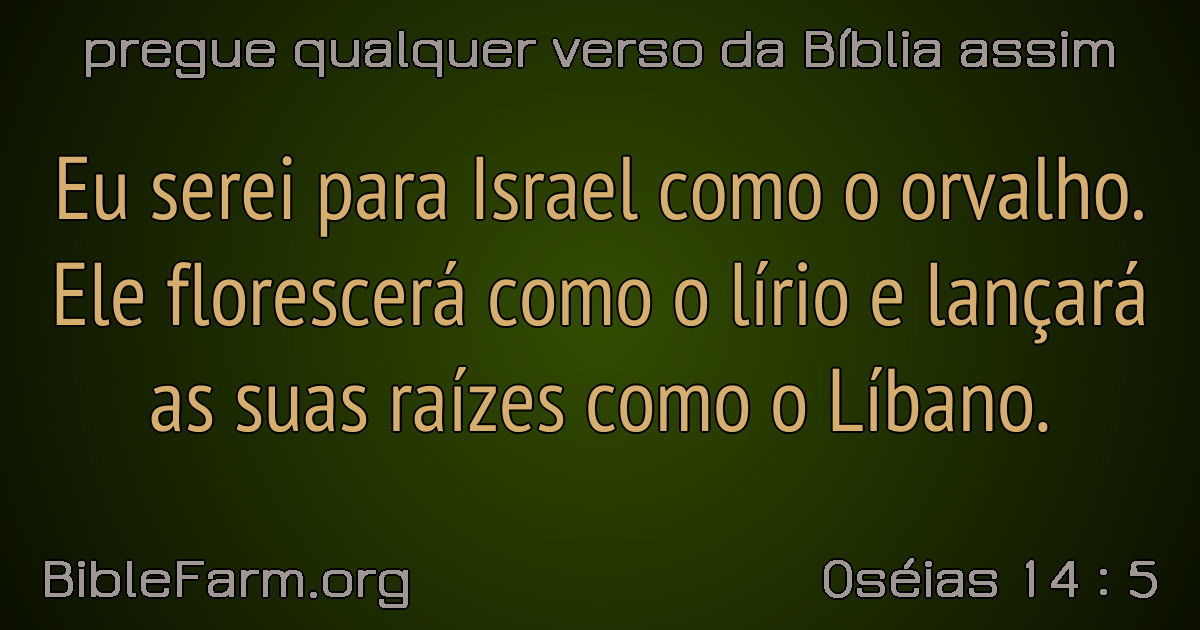 pregue qualquer verso da Bíblia assim
Eu serei para Israel como o orvalho.
Ele florescerá como o lírio e lançará
as suas raízes como o Líbano.
BibleFarm.org
Oséias 14 : 5